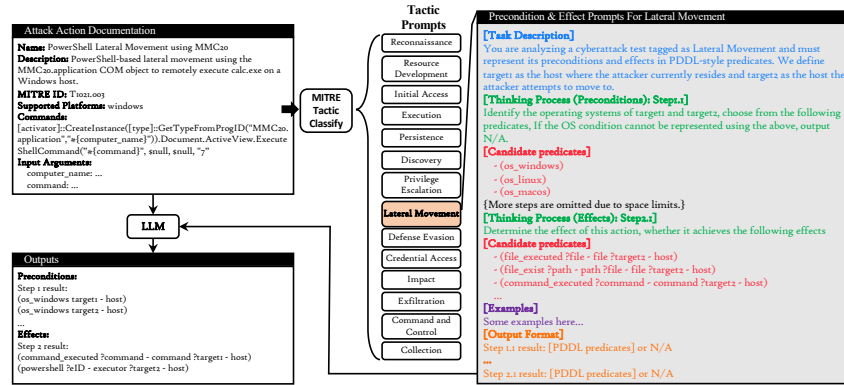 Attack Action Documentation
Name: PowerShell Lateral Movement using MMC20
Description: PowerShell-based lateral movement using the
MMC20.application COM object to remotely execute calc.exe on a
Windows host.
MITRE ID: T1021.003
Supported Platforms: windows
Commands:
[activator]::CreateInstance([type]::GetTypeFromProgID("MMC20.
application","#{computer_name}")).Document.ActiveView.Execute
ShellCommand("#{command}", $null, $null, "7"
Input Arguments:
computer_name: ...
command: ...
LLM
Outputs
Preconditions:
Step 1 result:
(os_windows target1 - host)
(os_windows target2 - host)
...
Effects:
Step 2 result:
(command_executed ?command - command ?target1 - host)
(powershell ?eID - executor ?target2 - host)
MITRE
Tactic
Classify
Tactic
Prompts
Reconnaissance
Resource
Development
Initial Access
Execution
Persistence
Discovery
Privilege
Escalation
Lateral Movement
Defense Evasion
Credential Access
Impact
Exfiltration
Command and
Control
Collection
Precondition & Effect Prompts For Lateral Movement
[Task Description]
You are analyzing a cyberattack test tagged as Lateral Movement and must
represent its preconditions and effects in PDDL-style predicates. We define
target1 as the host where the attacker currently resides and target2 as the host the
attacker attempts to move to.
[Thinking Process (Preconditions): Step1.1]
Identify the operating systems of target1 and target2, choose from the following
predicates, If the OS condition cannot be represented using the above, output
N/A.
[Candidate predicates]
- (os_windows)
- (os_linux)
- (os_macos)
{More steps are omitted due to space limits.}
[Thinking Process (Effects): Step2.1]
Determine the effect of this action, whether it achieves the following effects
[Candidate predicates]
- (file_executed ?file - file ?target2 - host)
- (file_exist ?path - path ?file - file ?target2 - host)
- (command_executed ?command - command ?target2 - host)
...
[Examples]
Some examples here...
[Output Format]
Step 1.1 result: [PDDL predicates] or N/A
...
Step 2.1 result: [PDDL predicates] or N/A